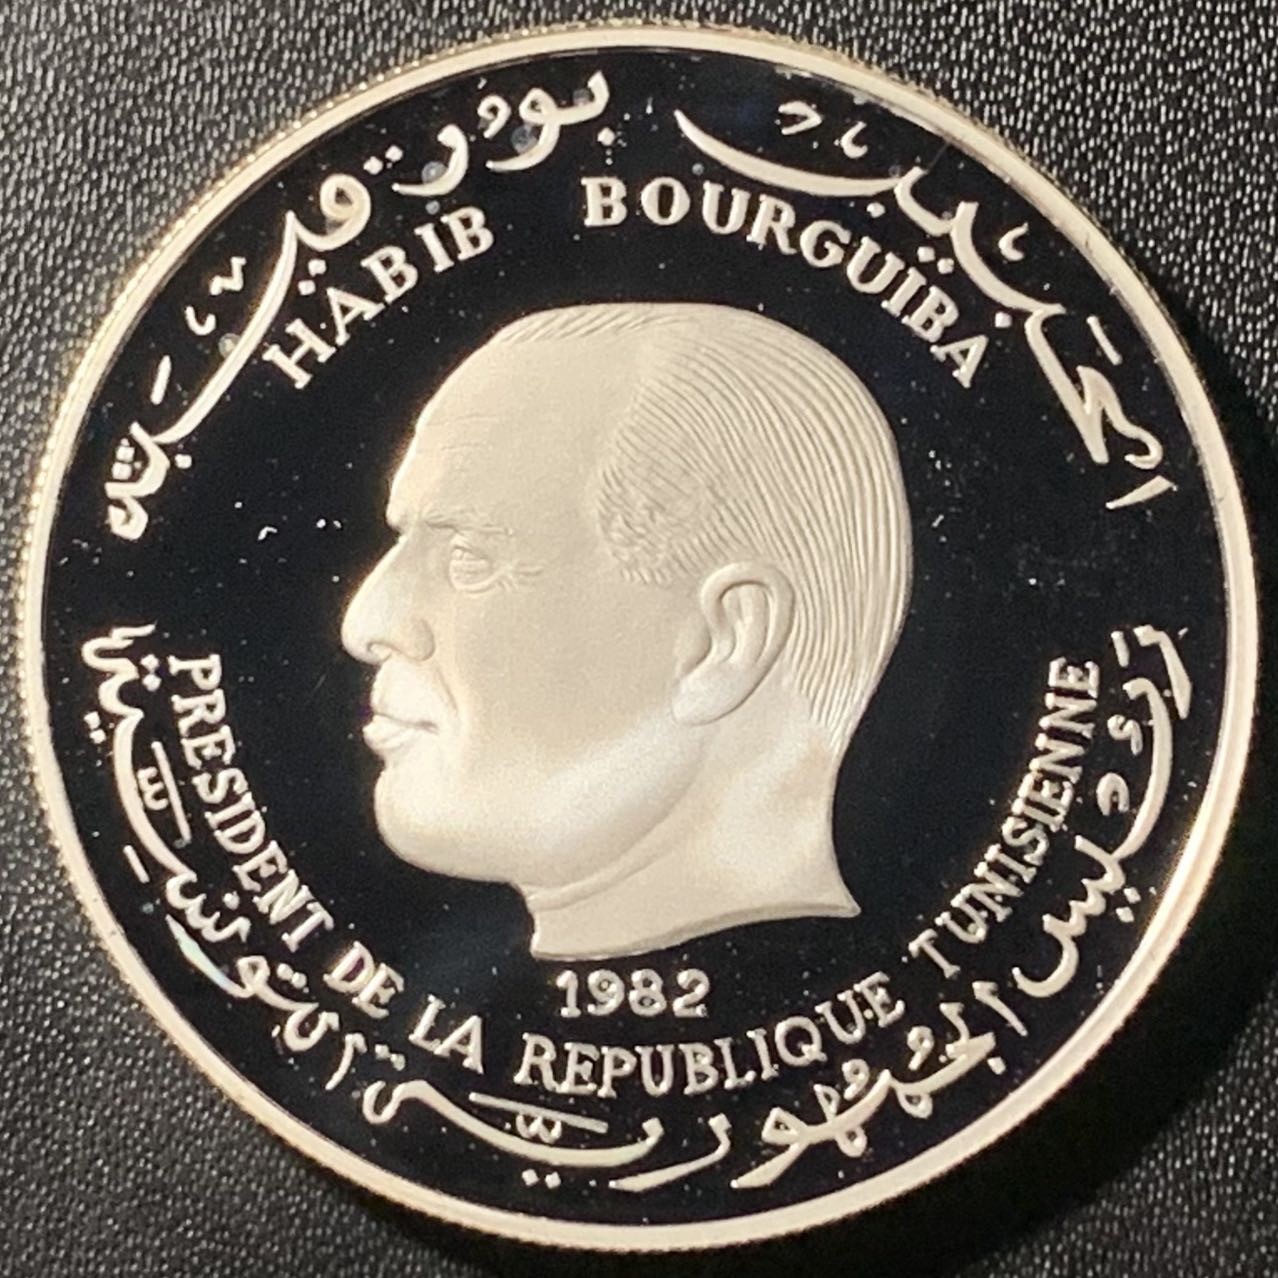 الحبيب بورقيبة
HABIB BOURGUIBA
1982
PRESIDENT DE LA REPUBLIQUE TUNISIENNE
رئيس الجمهورية التونسية